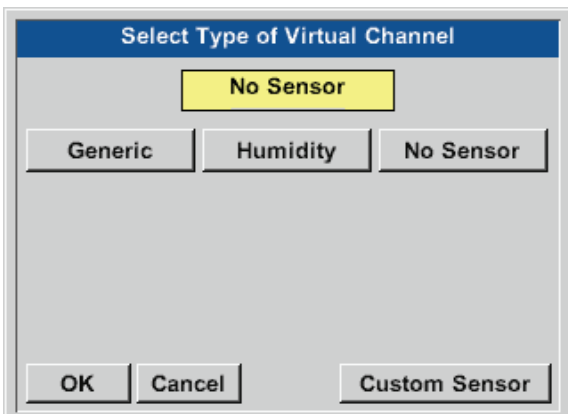 Select Type of Virtual Channel
No Sensor
Generic Humidity No Sensor
OK Cancel Custom Sensor